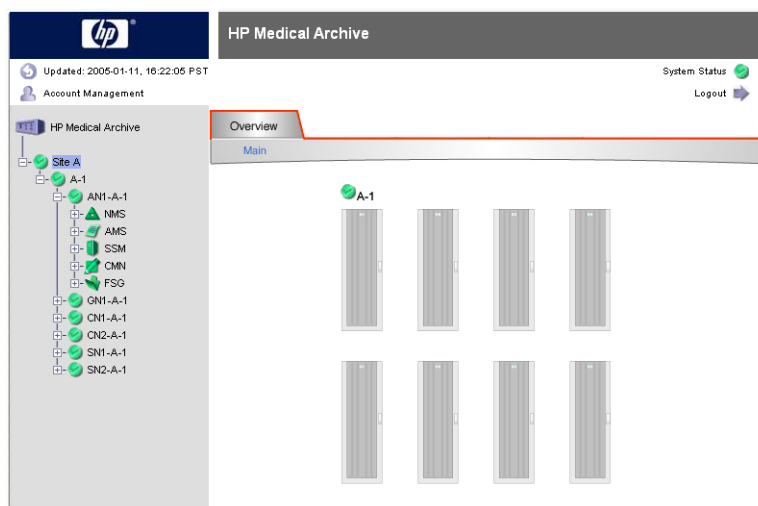 hp
HP Medical Archive
Updated: 2005-01-11, 16:22:05 PST
System Status
Account Management
Logout
HP Medical Archive
Overview
Main
Site A
A-1
AN1-A-1
NMS
AMS
SSM
CMN
FSG
GN1-A-1
CN1-A-1
CN2-A-1
SN1-A-1
SN2-A-1
A-1